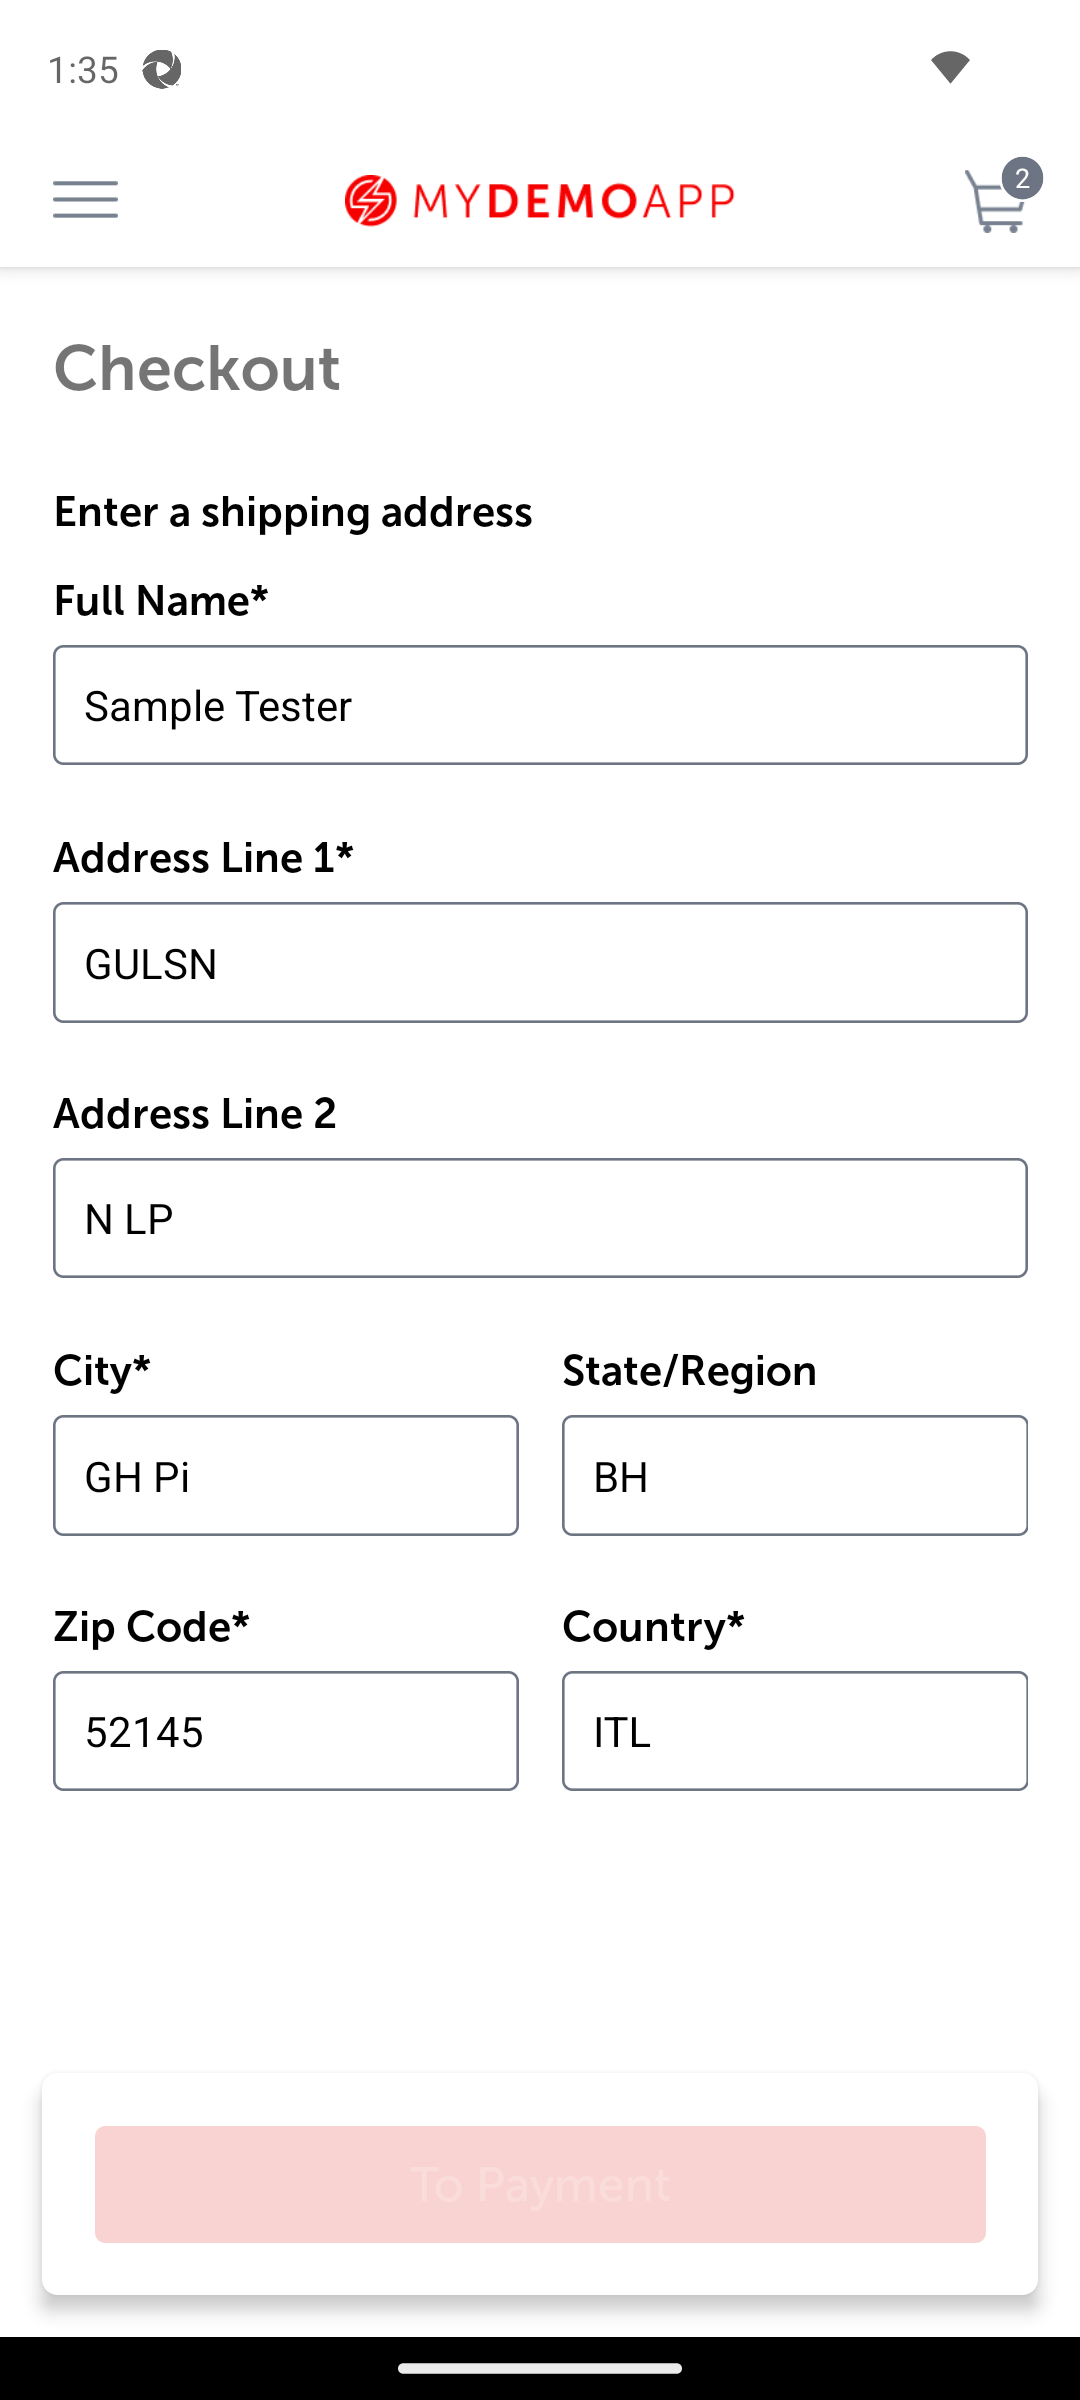 1:35
2
MYDEMOAPP
Checkout
Enter a shipping address
Full Name*
Sample Tester
Address Line 1*
GULSN
Address Line 2
N LP
City*
State/Region
GH Pi
BH
Zip Code*
Country*
52145
ITL
To Payment